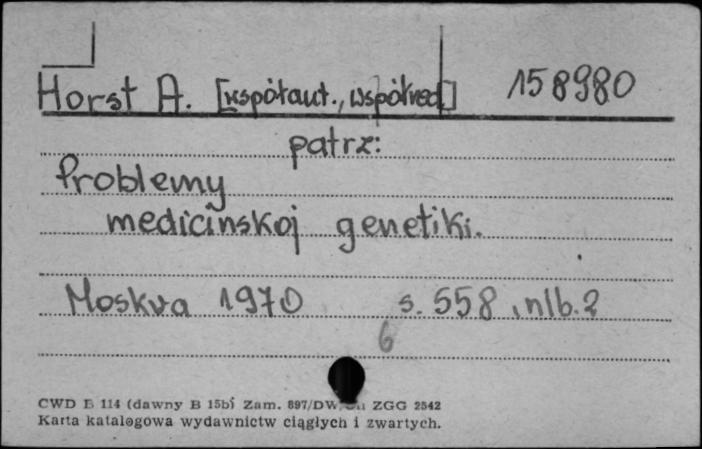 Horst A. [współaut., współred.] 158980
patrz:
Problemy
medicinskoj genetiki.
Moskva 1970 s. 558, nlb. 2
6
CWD B 114 (dawny B 15b) Zam. 897/DW ZGG 2542
Karta katalogowa wydawnictw ciągłych i zwartych.